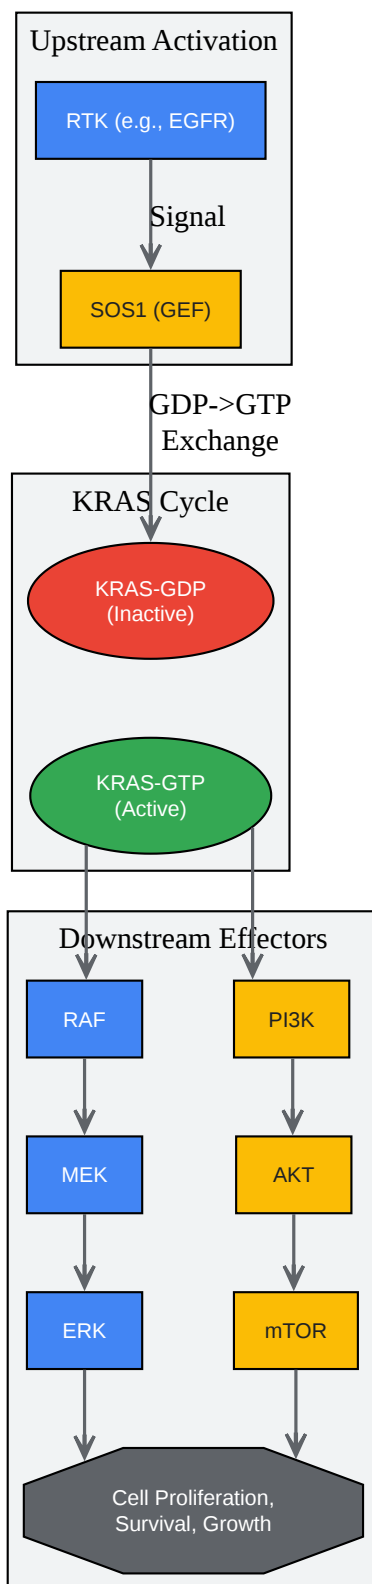 Upstream Activation
RTK (e.g., EGFR)
Signal
SOS1 (GEF)
GDP->GTP
Exchange
KRAS Cycle
KRAS-GDP
(Inactive)
KRAS-GTP
(Active)
Downstream Effectors
RAF
PI3K
MEK
AKT
ERK
mTOR
Cell Proliferation,
Survival, Growth